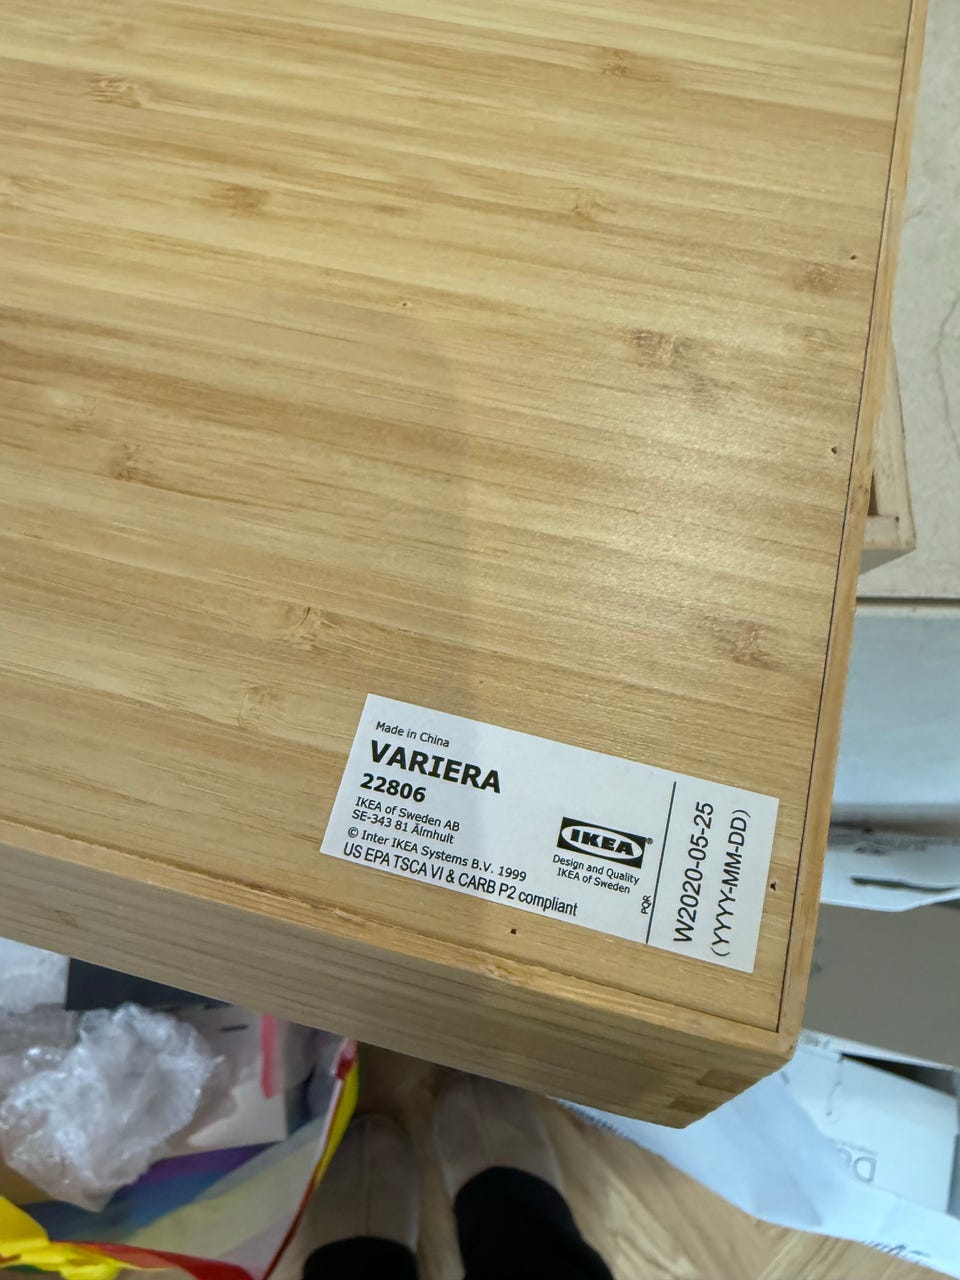 Made in China
VARIERA
22806
IKEA of Sweden AB
SE-343 81 Älmhult
© Inter IKEA Systems B.V. 1999
US EPA TSCA VI & CARB P2 compliant
IKEA®
Design and Quality
IKEA of Sweden
PQR
W2020-05-25
(YYYY-MM-DD)